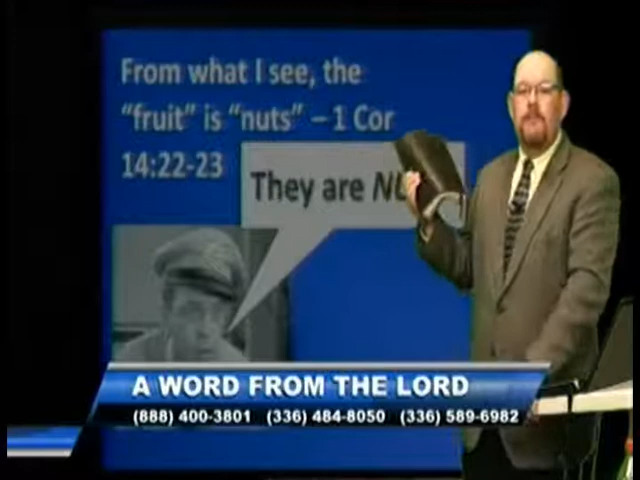 From what I see, the
"fruit" is "nuts" – 1 Cor
14:22-23
They are
A WORD FROM THE LORD
(888) 400-3801 (336) 484-8050 (336) 589-6982